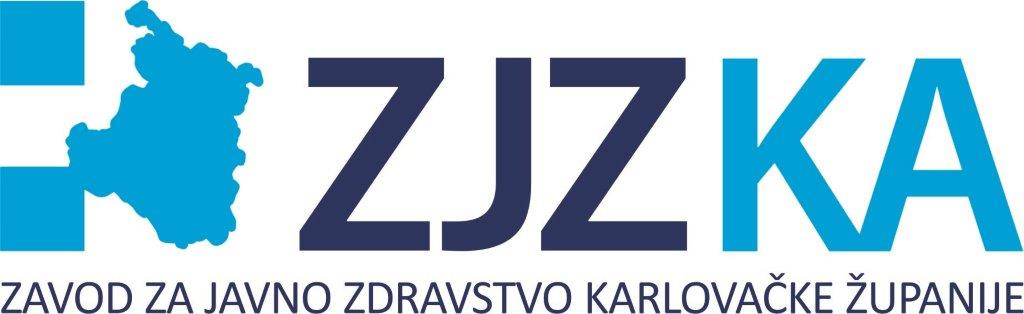 ZJZKA
ZAVOD ZA JAVNO ZDRAVSTVO KARLOVAČKE ŽUPANIJE